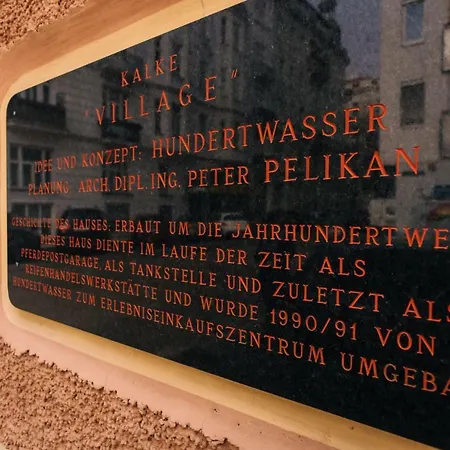 KALKE
"VILLAGE"
IDEE UND KONZEPT: HUNDERTWASSER
PLANUNG: ARCH. DIPL. ING. PETER PELIKAN
GESCHICHTE DES HAUSES: ERBAUT UM DIE JAHRHUNDERTWE
DIESES HAUS DIENTE IM LAUFE DER ZEIT ALS
PFERDEPOSTGARAGE, ALS TANKSTELLE UND ZULETZT ALS
REIFENHANDELSWERKSTÄTTE UND WURDE 1990/91 VON
HUNDERTWASSER ZUM ERLEBNISEINKAUFSZENTRUM UMGEBA